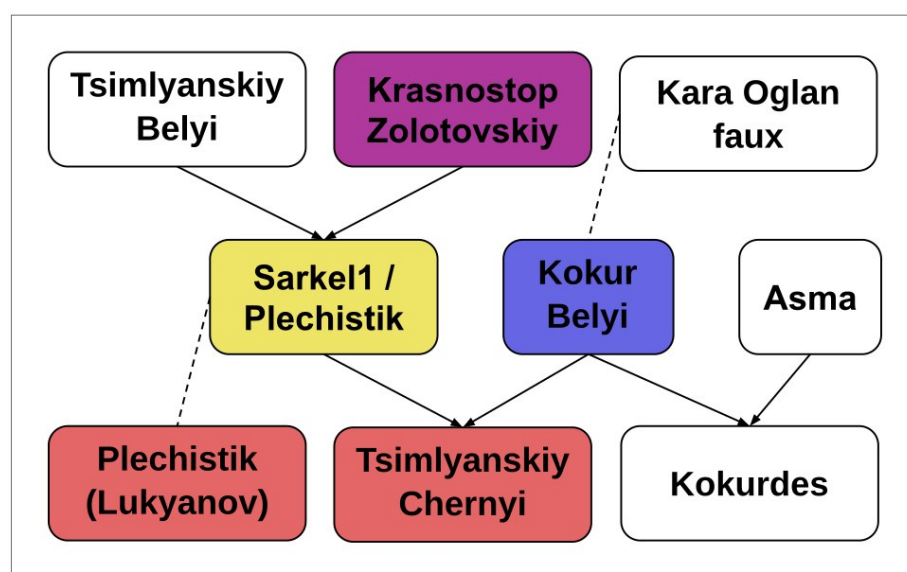 Tsimlyanskiy
Belyi
Krasnostop
Zolotovskiy
Kara Oglan
faux
Sarkel1 /
Plechistik
Kokur
Belyi
Asma
Plechistik
(Lukyanov)
Tsimlyanskiy
Chernyi
Kokurdes